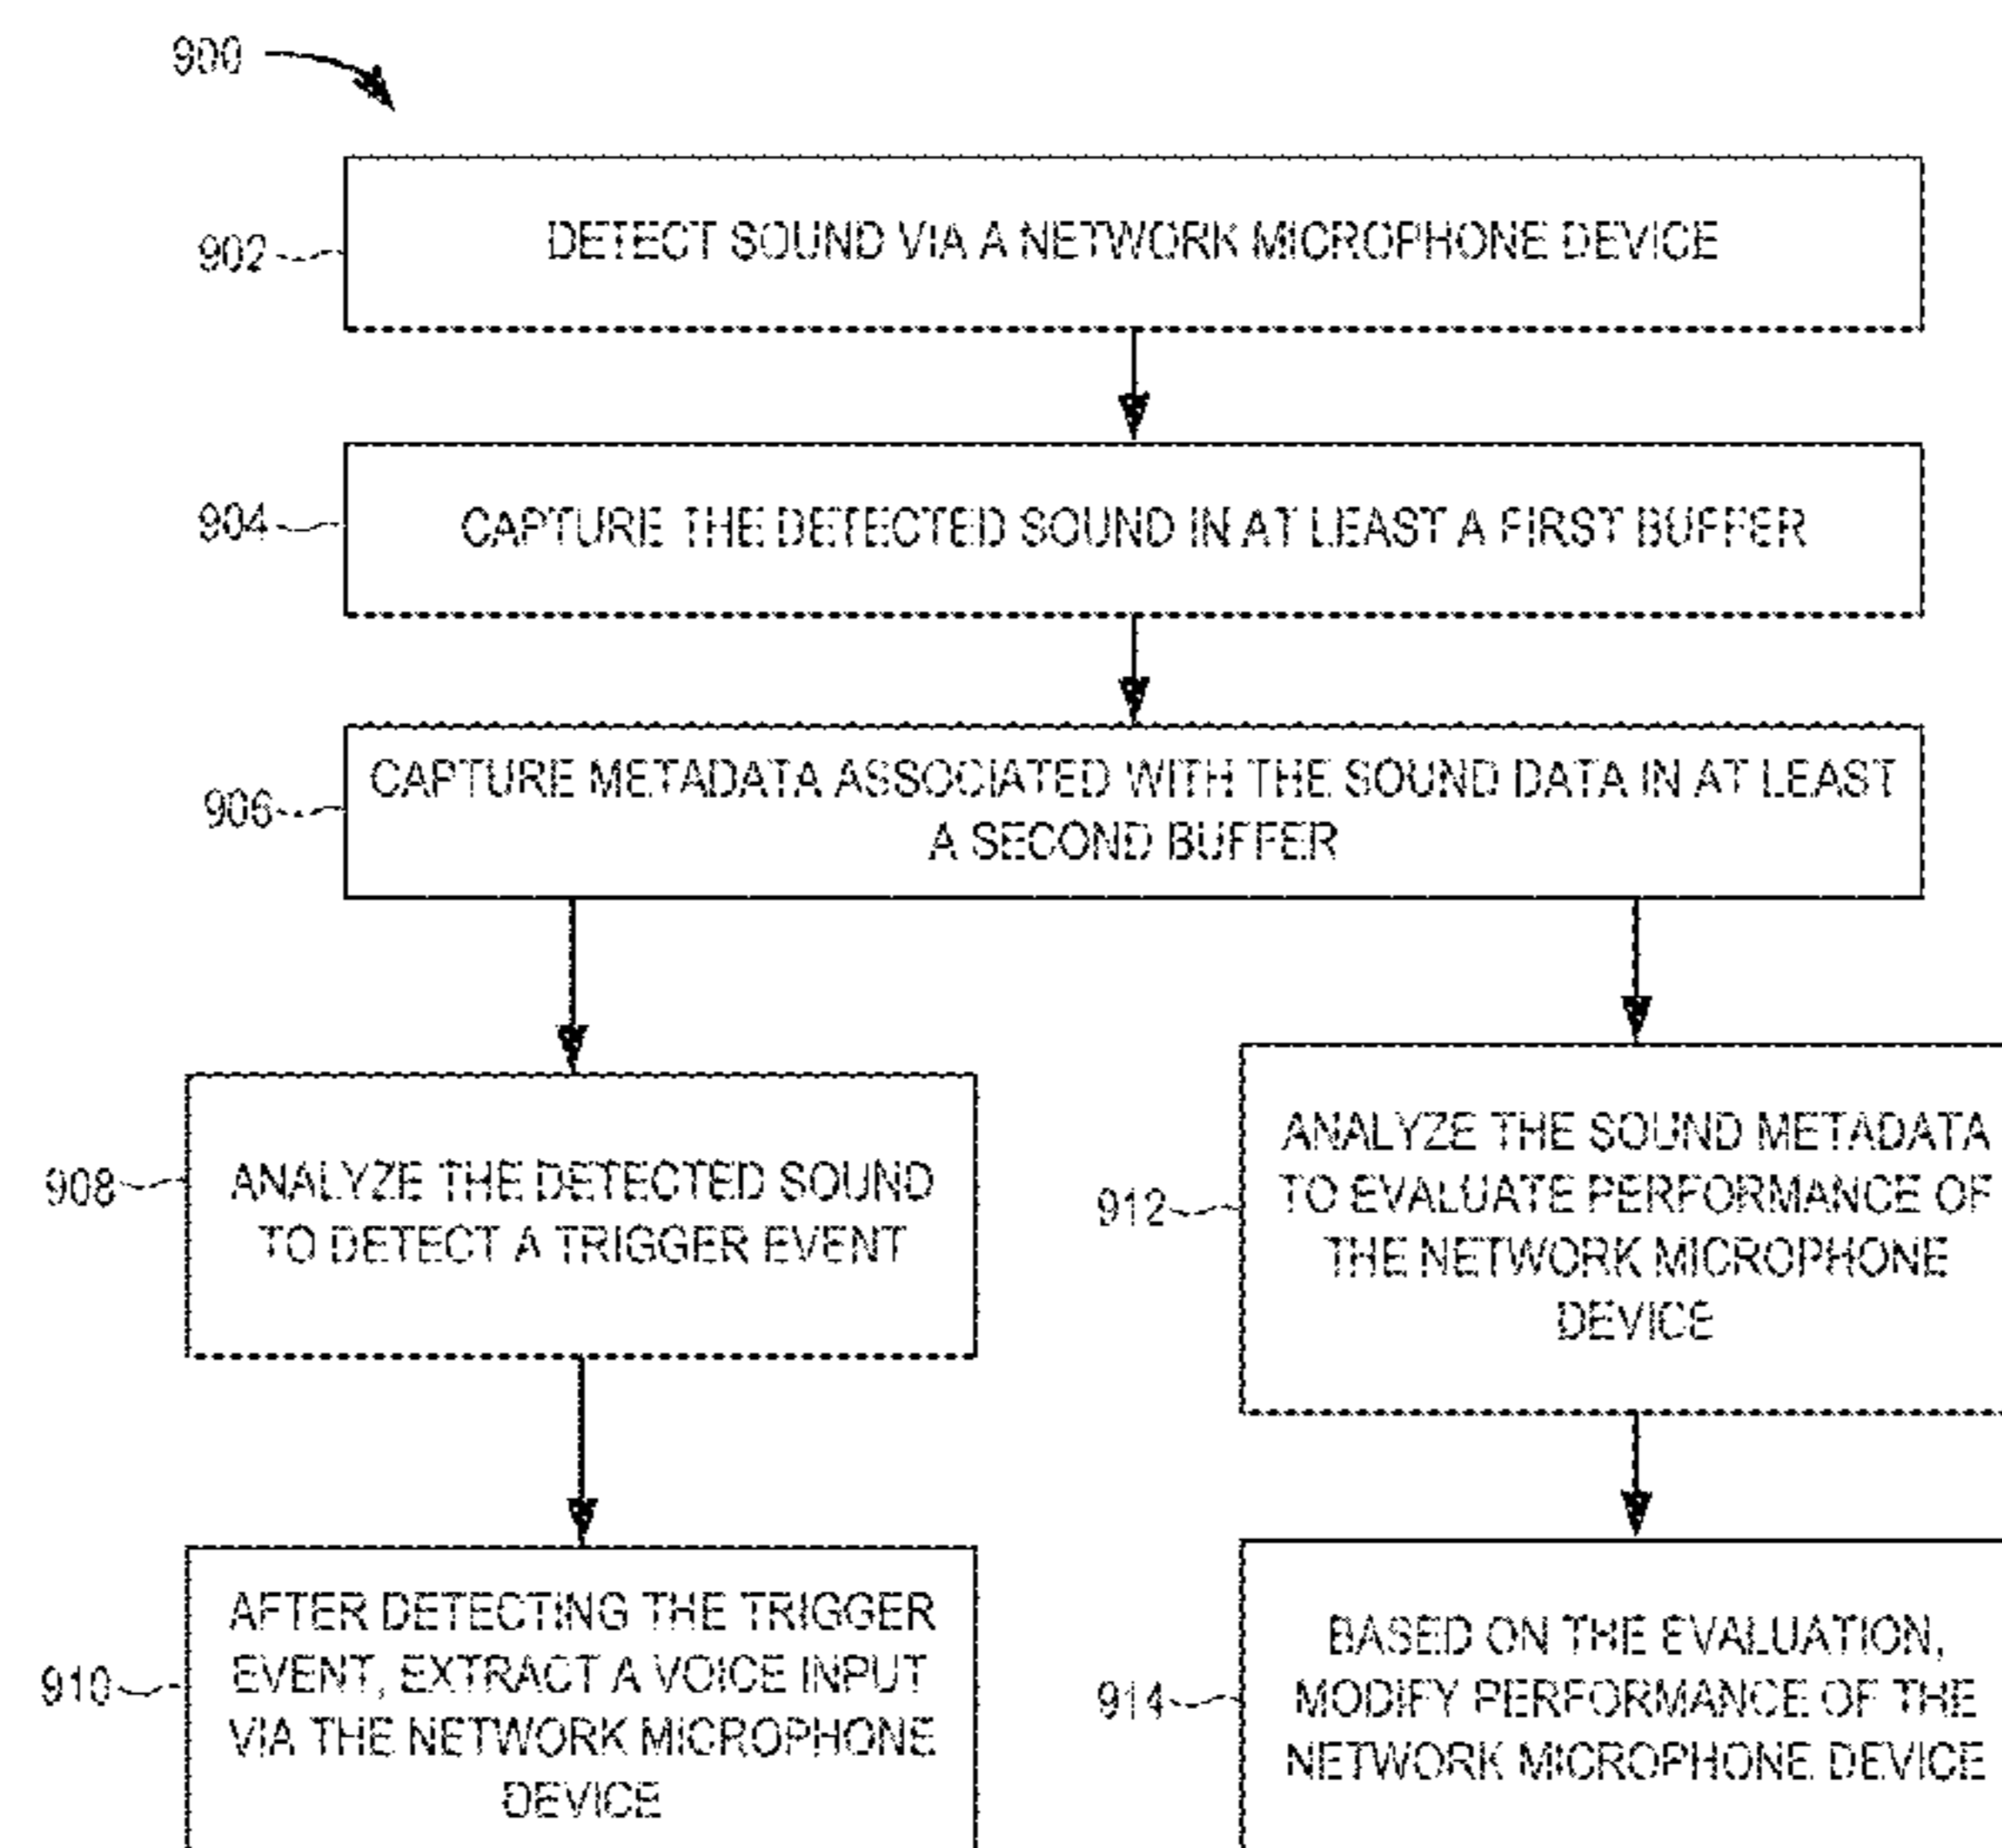 900
902
DETECT SOUND VIA A NETWORK MICROPHONE DEVICE
904
CAPTURE THE DETECTED SOUND IN AT LEAST A FIRST BUFFER
906
CAPTURE METADATA ASSOCIATED WITH THE SOUND DATA IN AT LEAST
A SECOND BUFFER
908
ANALYZE THE DETECTED SOUND
TO DETECT A TRIGGER EVENT
912
ANALYZE THE SOUND METADATA
TO EVALUATE PERFORMANCE OF
THE NETWORK MICROPHONE
DEVICE
910
AFTER DETECTING THE TRIGGER
EVENT, EXTRACT A VOICE INPUT
VIA THE NETWORK MICROPHONE
DEVICE
914
BASED ON THE EVALUATION,
MODIFY PERFORMANCE OF THE
NETWORK MICROPHONE DEVICE